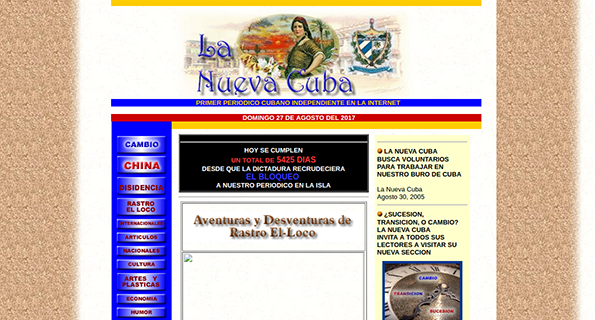 La
Nueva Cuba
PRIMER PERIODICO CUBANO INDEPENDIENTE EN LA INTERNET
DOMINGO 27 DE AGOSTO DEL 2017
CAMBIO
CHINA
DISIDENCIA
RASTRO
EL LOCO
INTERNACIONALES
ARTICULOS
NACIONALES
CULTURA
ARTES Y
PLASTICAS
ECONOMIA
HUMOR
HOY SE CUMPLEN
UN TOTAL DE 5425 DIAS
DESDE QUE LA DICTADURA RECRUDECIERA
EL BLOQUEO
A NUESTRO PERIODICO EN LA ISLA
Aventuras y Desventuras de
Rastro El-Loco
LA NUEVA CUBA
BUSCA VOLUNTARIOS
PARA TRABAJAR EN
NUESTRO BURO DE CUBA
La Nueva Cuba
Agosto 30, 2005
¿SUCESION,
TRANSICION, O CAMBIO?
LA NUEVA CUBA
INVITA A TODOS SUS
LECTORES A VISITAR SU
NUEVA SECCION
CAMBIO
TRANSICION
SUCESION